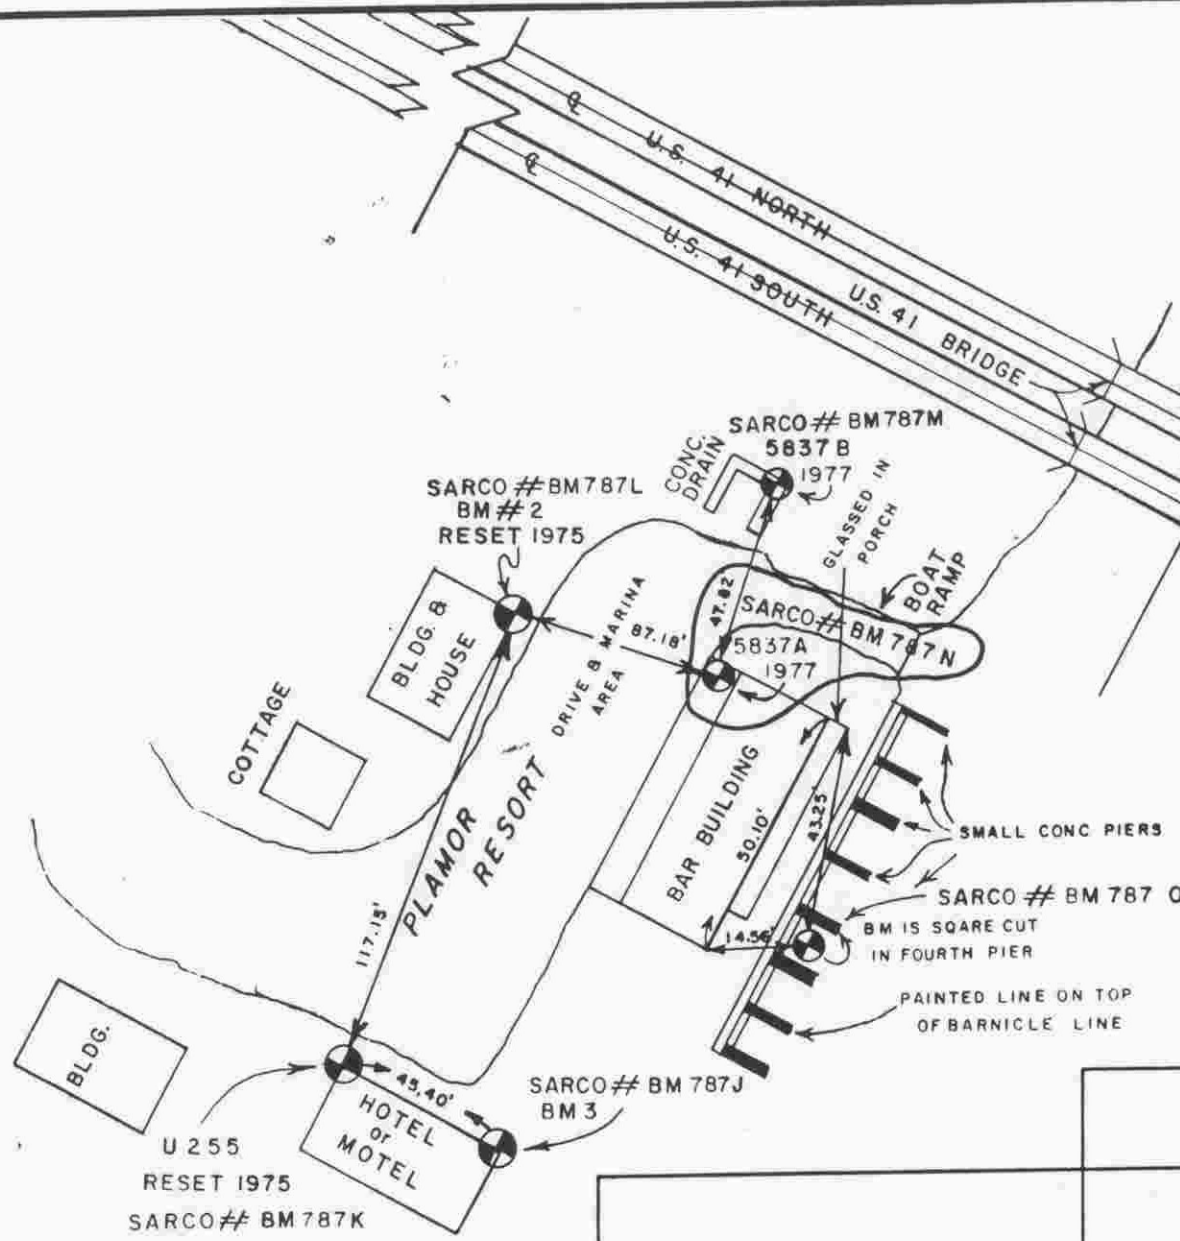 ℄
U.S. 41 NORTH
℄
U.S. 41 SOUTH
U.S. 41 BRIDGE
SARCO # BM 787M
5837 B
1977
CONC.
DRAIN
GLASSED IN
PORCH
SARCO # BM787L
BM # 2
RESET 1975
BOAT
RAMP
47.82
SARCO # BM 787N
5837A
1977
87.18'
DRIVE & MARINA
AREA
BLDG. &
HOUSE
COTTAGE
PLAMOR
RESORT
BAR BUILDING
50.10'
43.25'
SMALL CONC PIERS
SARCO # BM 787 O
BM IS SQARE CUT
IN FOURTH PIER
14.56'
117.15'
PAINTED LINE ON TOP
OF BARNICLE LINE
BLDG.
45.40'
HOTEL
or
MOTEL
SARCO # BM 787J
BM 3
U 255
RESET 1975
SARCO # BM 787K